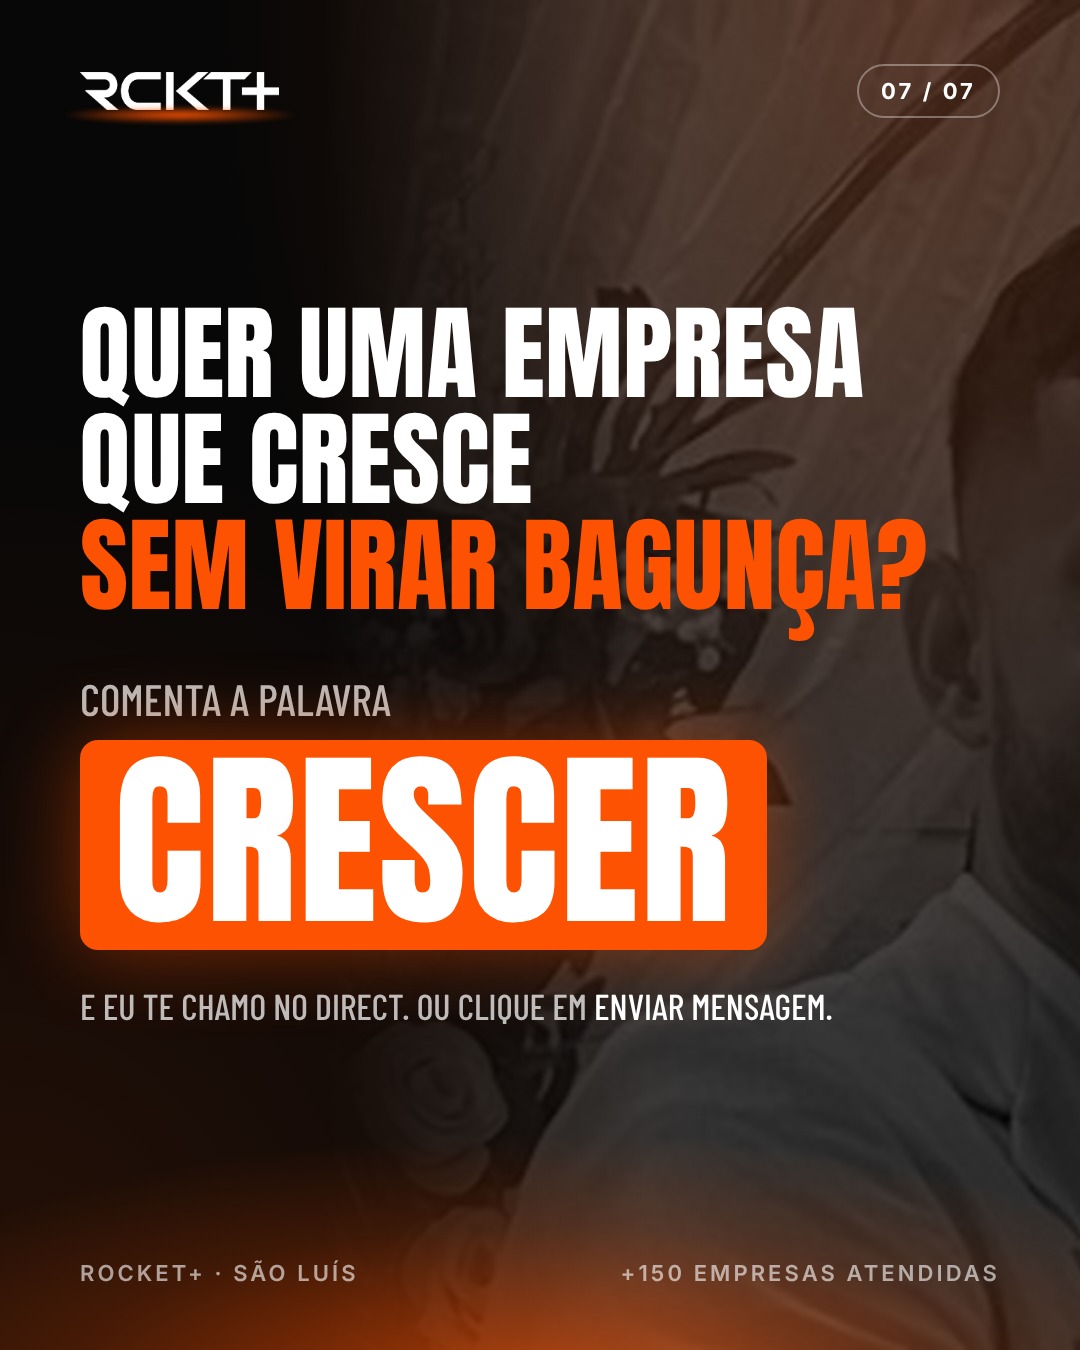 RCKT+
07 / 07
QUER UMA EMPRESA
QUE CRESCE
SEM VIRAR BAGUNÇA?
COMENTA A PALAVRA
CRESCER
E EU TE CHAMO NO DIRECT. OU CLIQUE EM ENVIAR MENSAGEM.
ROCKET+ · SÃO LUÍS
+150 EMPRESAS ATENDIDAS